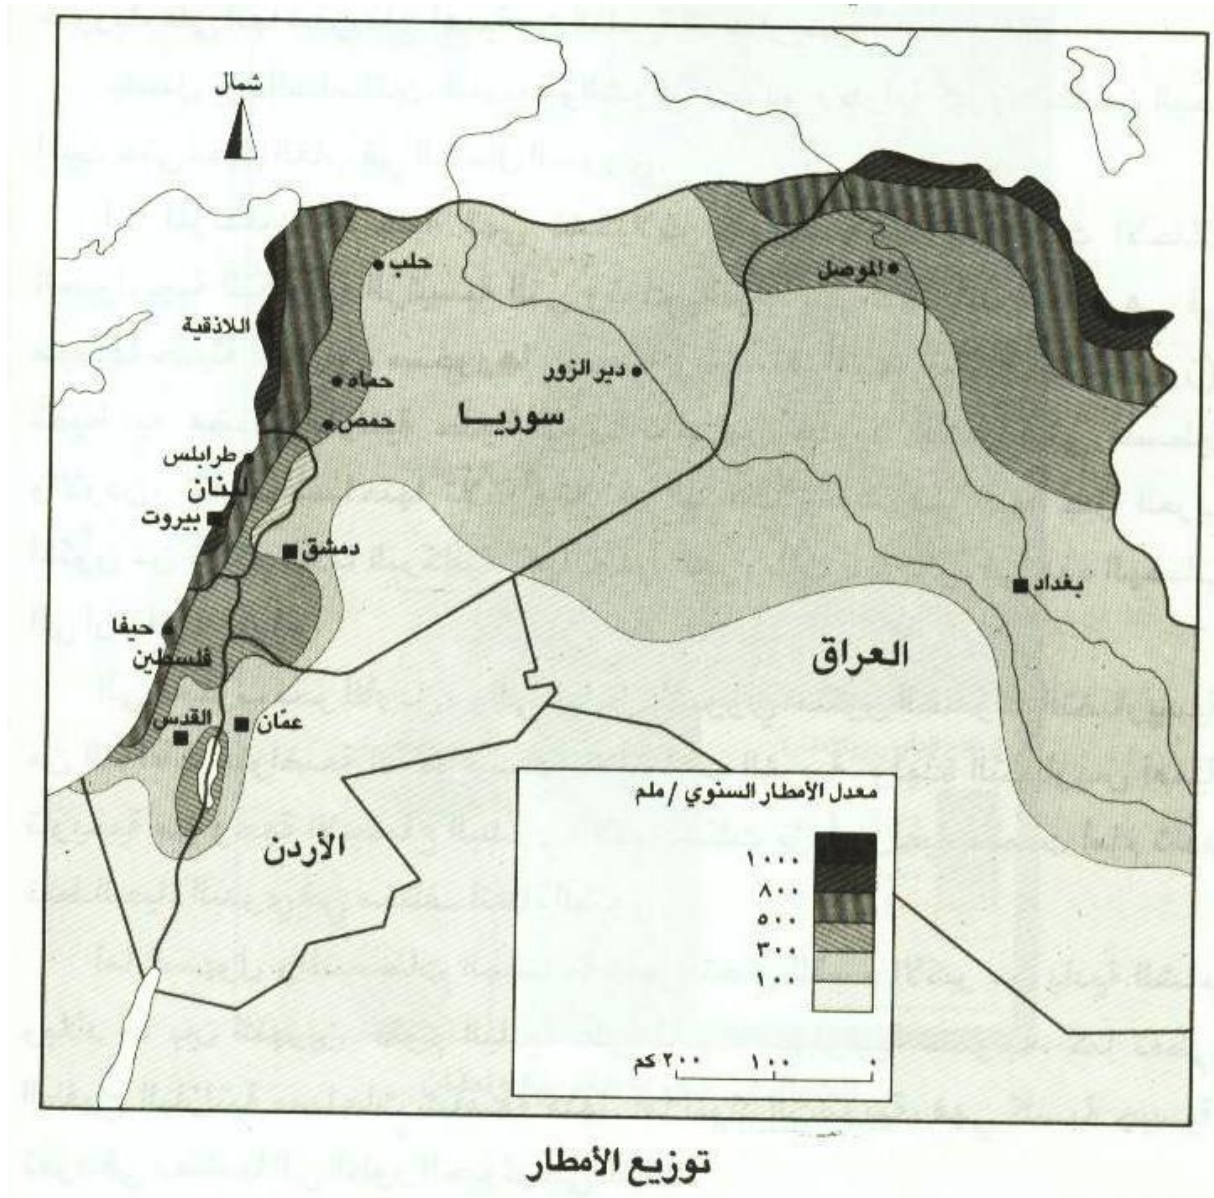 شمال
حلب
الموصل
اللاذقية
دير الزور
حماه
سوريـــا
حمص
طرابلس
لبنان
بيروت
دمشق
بغداد
حيفا
العراق
فلسطين
القدس
عمّان
معدل الأمطار السنوي / ملم
الأردن
١٠٠٠
٨٠٠
٥٠٠
٣٠٠
١٠٠
٠ ١٠٠ ٢٠٠ كم
توزيع الأمطار